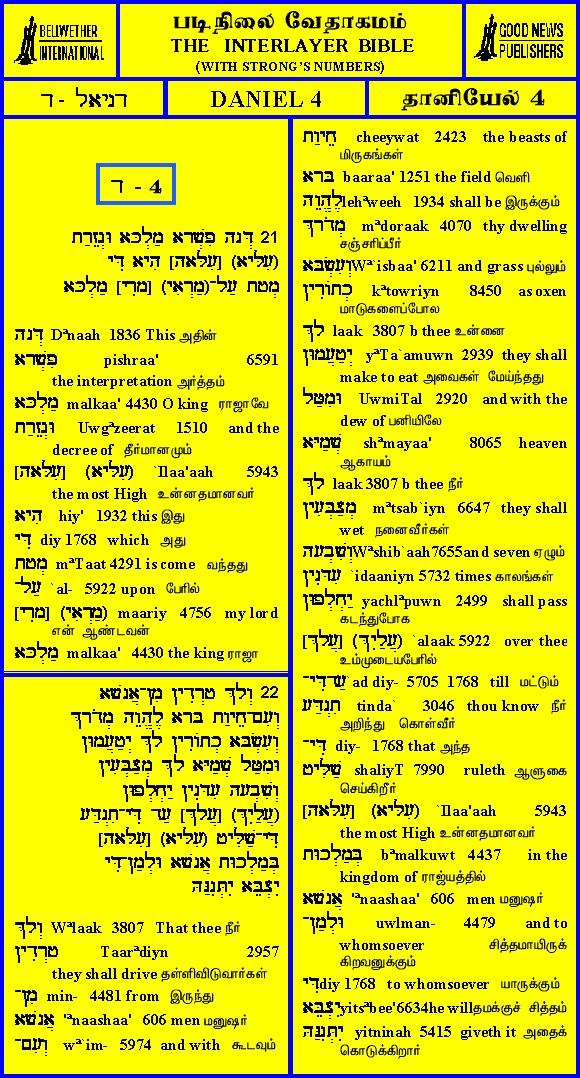 BELLWETHER
INTERNATIONAL
படிநிலை வேதாகமம்
THE INTERLAYER BIBLE
(WITH STRONG'S NUMBERS)
GOOD NEWS
PUBLISHERS
דניאל - ד
DANIEL 4
தானியேல் 4
ד - 4
21 דְּנָה פִשְׁרָא מַלְכָּא וּגְזֵרַת
(עִלָּיָא) [עִלָּאָה] הִיא דִּי
מְטָת עַל־(מַרְאִי) [מָרִי] מַלְכָּא
דְּנָה Dᵊnaah 1836 This அதின்
פִּשְׁרָא pishraa' 6591
the interpretation அர்த்தம்
מַלְכָּא malkaa' 4430 O king ராஜாவே
וּגְזֵרַת Uwgᵊzeerat 1510 and the
decree of தீர்மானமும்
[עִלָּאָה] (עִלָּיָא) `Ilaa'aah 5943
the most High உன்னதமானவர்
הִיא hiy' 1932 this இது
דִּי diy 1768 which அது
מְטָת mᵊTaat 4291 is come வந்தது
עַל־ `al- 5922 upon பேரில்
[מָרִי] (מַרְאִי) maariy 4756 my lord
என் ஆண்டவன்
מַלְכָּא malkaa' 4430 the king ராஜா
22 וְלָךְ טָרְדִין מִן־אֲנָשָׁא
וְעִם־חֵיוַת בָּרָא לֶהֱוֵה מְדֹרָךְ
וְעִשְׂבָּא כְתוֹרִין לָךְ יְטַעֲמוּן
וּמִטַּל שְׁמַיָּא לָךְ מְצַבְּעִין
וְשִׁבְעָה עִדָּנִין יַחְלְפוּן
(עֲלַיִךְ) [עֲלָךְ] עַד דִּי־תִנְדַּע
דִּי־שַׁלִּיט (עִלָּיָא) [עִלָּאָה]
בְּמַלְכוּת אֲנָשָׁא וּלְמַן־דִּי
יִצְבֵּא יִתְּנִנַּהּ
וְלָךְ Wᵊlaak 3807 That thee நீர்
טָרְדִין Taarᵊdiyn 2957
they shall drive தள்ளிவிடுவார்கள்
מִן־ min- 4481 from இருந்து
אֲנָשָׁא 'ᵃnaashaa' 606 men மனுஷர்
וְעִם־ wᵊ`im- 5974 and with கூடவும்
חֵיוַת cheeywat 2423 the beasts of
மிருகங்கள்
בָּרָא baaraa' 1251 the field வெளி
לֶהֱוֵה lehᵉweeh 1934 shall be இருக்கும்
מְדֹרָךְ mᵊdoraak 4070 thy dwelling
சஞ்சரிப்பீர்
וְעִשְׂבָּא Wᵊ`isbaa' 6211 and grass புல்லும்
כְתוֹרִין kᵊtowriyn 8450 as oxen
மாடுகளைப்போல
לָךְ laak 3807 b thee உன்னை
יְטַעֲמוּן yᵊTa`amuwn 2939 they shall
make to eat அவைகள் மேய்ந்தது
וּמִטַּל UwmiTal 2920 and with the
dew of பனியிலே
שְׁמַיָּא shᵊmayaa' 8065 heaven
ஆகாயம்
לָךְ laak 3807 b thee நீர்
מְצַבְּעִין mᵊtsab`iyn 6647 they shall
wet நனைவீர்கள்
וְשִׁבְעָה Wᵊshib`aah 7655 and seven ஏழும்
עִדָּנִין `idaaniyn 5732 times காலங்கள்
יַחְלְפוּן yachlᵊpuwn 2499 shall pass
கடந்துபோக
[עֲלָךְ] (עֲלַיִךְ) `alaak 5922 over thee
உம்முடையபேரில்
עַד־דִּי־ `ad diy- 5705 1768 till மட்டும்
תִנְדַּע tinda` 3046 thou know நீர்
அறிந்து கொள்வீர்
דִּי־ diy- 1768 that அந்த
שַׁלִּיט shaliyT 7990 ruleth ஆளுகை
செய்கிறீர்
[עִלָּאָה] (עִלָּיָא) `Ilaa'aah 5943
the most High உன்னதமானவர்
בְּמַלְכוּת bᵊmalkuwt 4437 in the
kingdom of ராஜ்யத்தில்
אֲנָשָׁא 'ᵃnaashaa' 606 men மனுஷர்
וּלְמַן־ uwlman- 4479 and to
whomsoever சித்தமாயிருக்
கிறவனுக்கும்
דִּי diy 1768 to whomsoever யாருக்கும்
יִצְבֵּא yitsᵊbee' 6634 he will தமக்குச் சித்தம்
יִתְּנִנַּהּ yitninah 5415 giveth it அதைக்
கொடுக்கிறார்